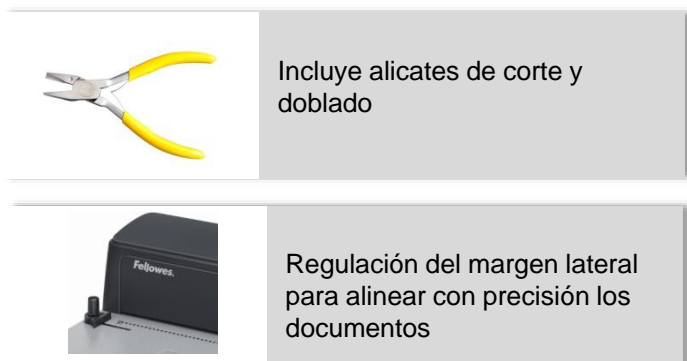 Incluye alicates de corte y
doblado
Fellowes.
Regulación del margen lateral
para alinear con precisión los
documentos